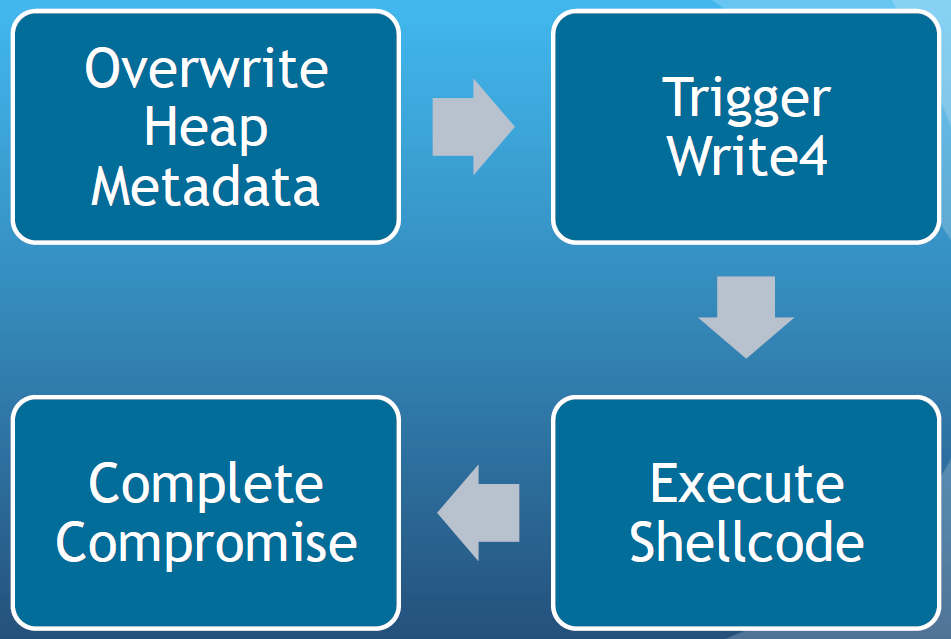 Overwrite
Heap
Metadata
Trigger
Write4
Execute
Shellcode
Complete
Compromise